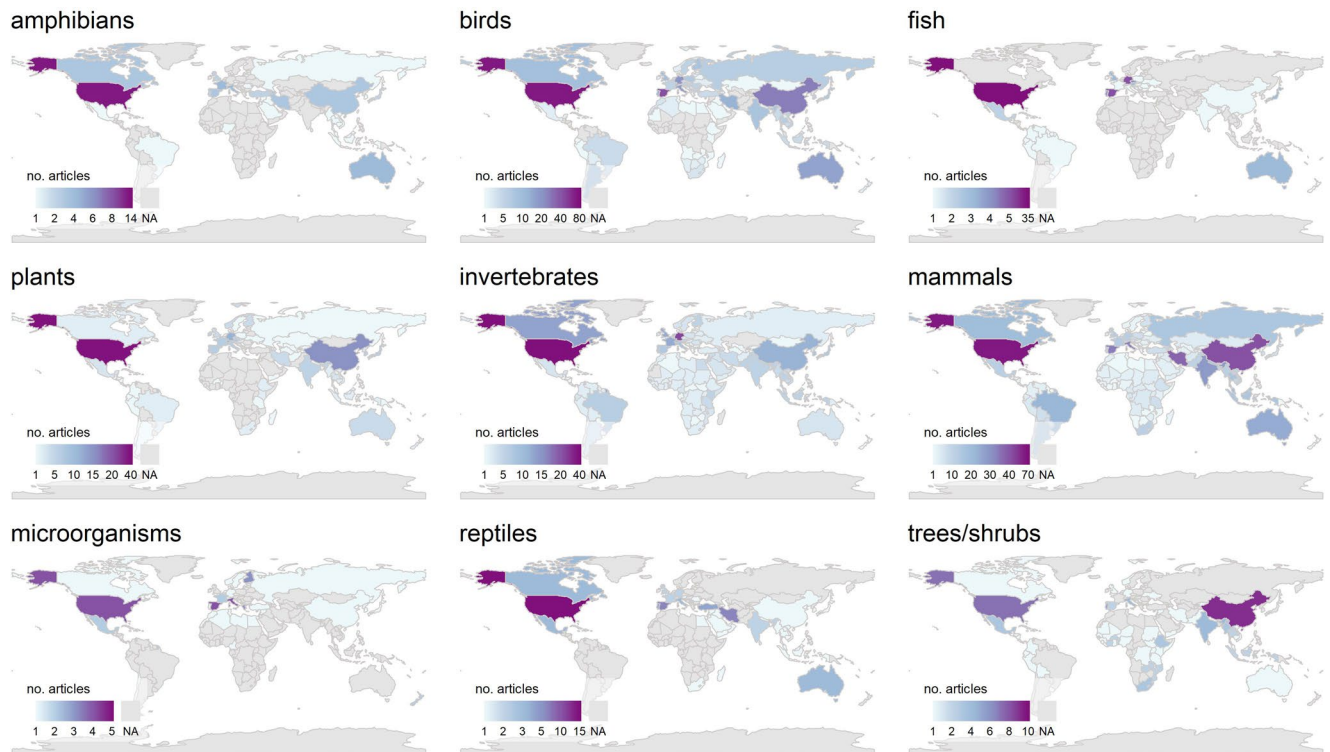 amphibians
birds
fish
no. articles
1 2 4 6 8 14 NA
no. articles
1 5 10 20 40 80 NA
no. articles
1 2 3 4 5 35 NA
plants
invertebrates
mammals
no. articles
1 5 10 15 20 40 NA
no. articles
1 5 10 15 20 40 NA
no. articles
1 10 20 30 40 70 NA
microorganisms
reptiles
trees/shrubs
no. articles
1 2 3 4 5 NA
no. articles
1 2 3 5 10 15 NA
no. articles
1 2 4 6 8 10 NA